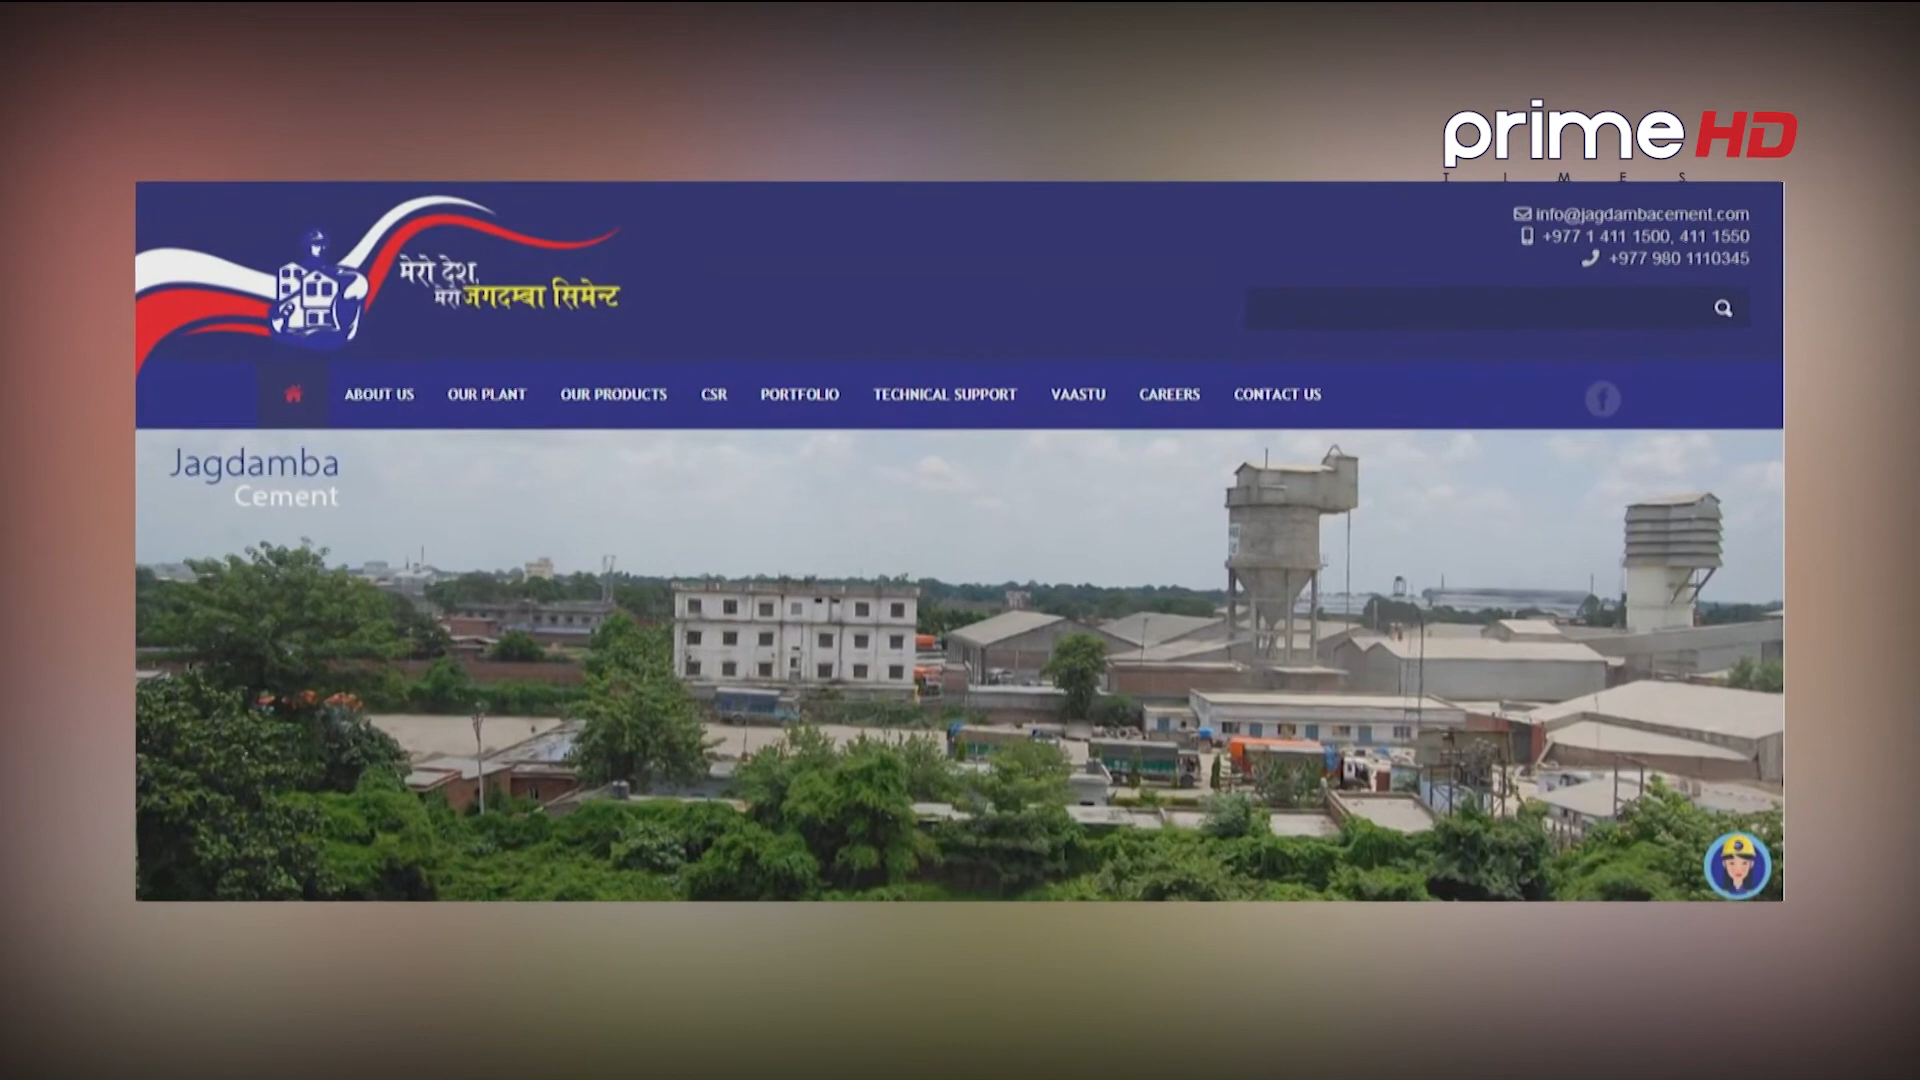 prime HD
TIMES
info@jagdambacement.com
+977 1 411 1500, 411 1550
+977 980 1110345
मेरो देश,
मेरो जगदम्बा सिमेन्ट
ABOUT US OUR PLANT OUR PRODUCTS CSR PORTFOLIO TECHNICAL SUPPORT VAASTU CAREERS CONTACT US
Jagdamba
Cement